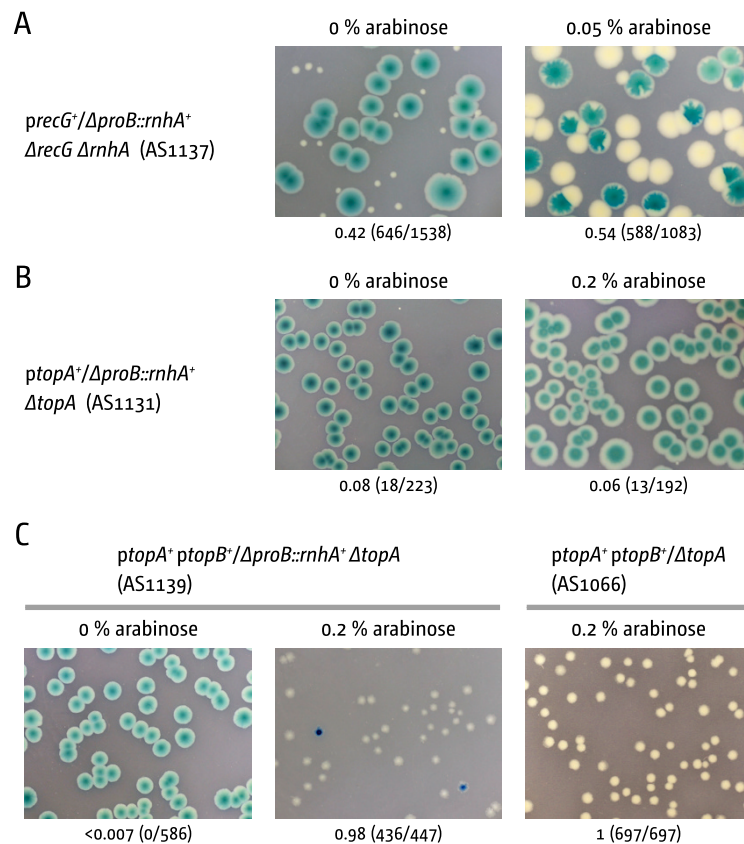 A
0 % arabinose
0.05 % arabinose
precG⁺/ΔproB::rnhA⁺
ΔrecG ΔrnhA (AS1137)
0.42 (646/1538)
0.54 (588/1083)
B
0 % arabinose
0.2 % arabinose
ptopA⁺/ΔproB::rnhA⁺
ΔtopA (AS1131)
0.08 (18/223)
0.06 (13/192)
C
ptopA⁺ ptopB⁺/ΔproB::rnhA⁺ ΔtopA
(AS1139)
ptopA⁺ ptopB⁺/ΔtopA
(AS1066)
0 % arabinose
0.2 % arabinose
0.2 % arabinose
<0.007 (0/586)
0.98 (436/447)
1 (697/697)